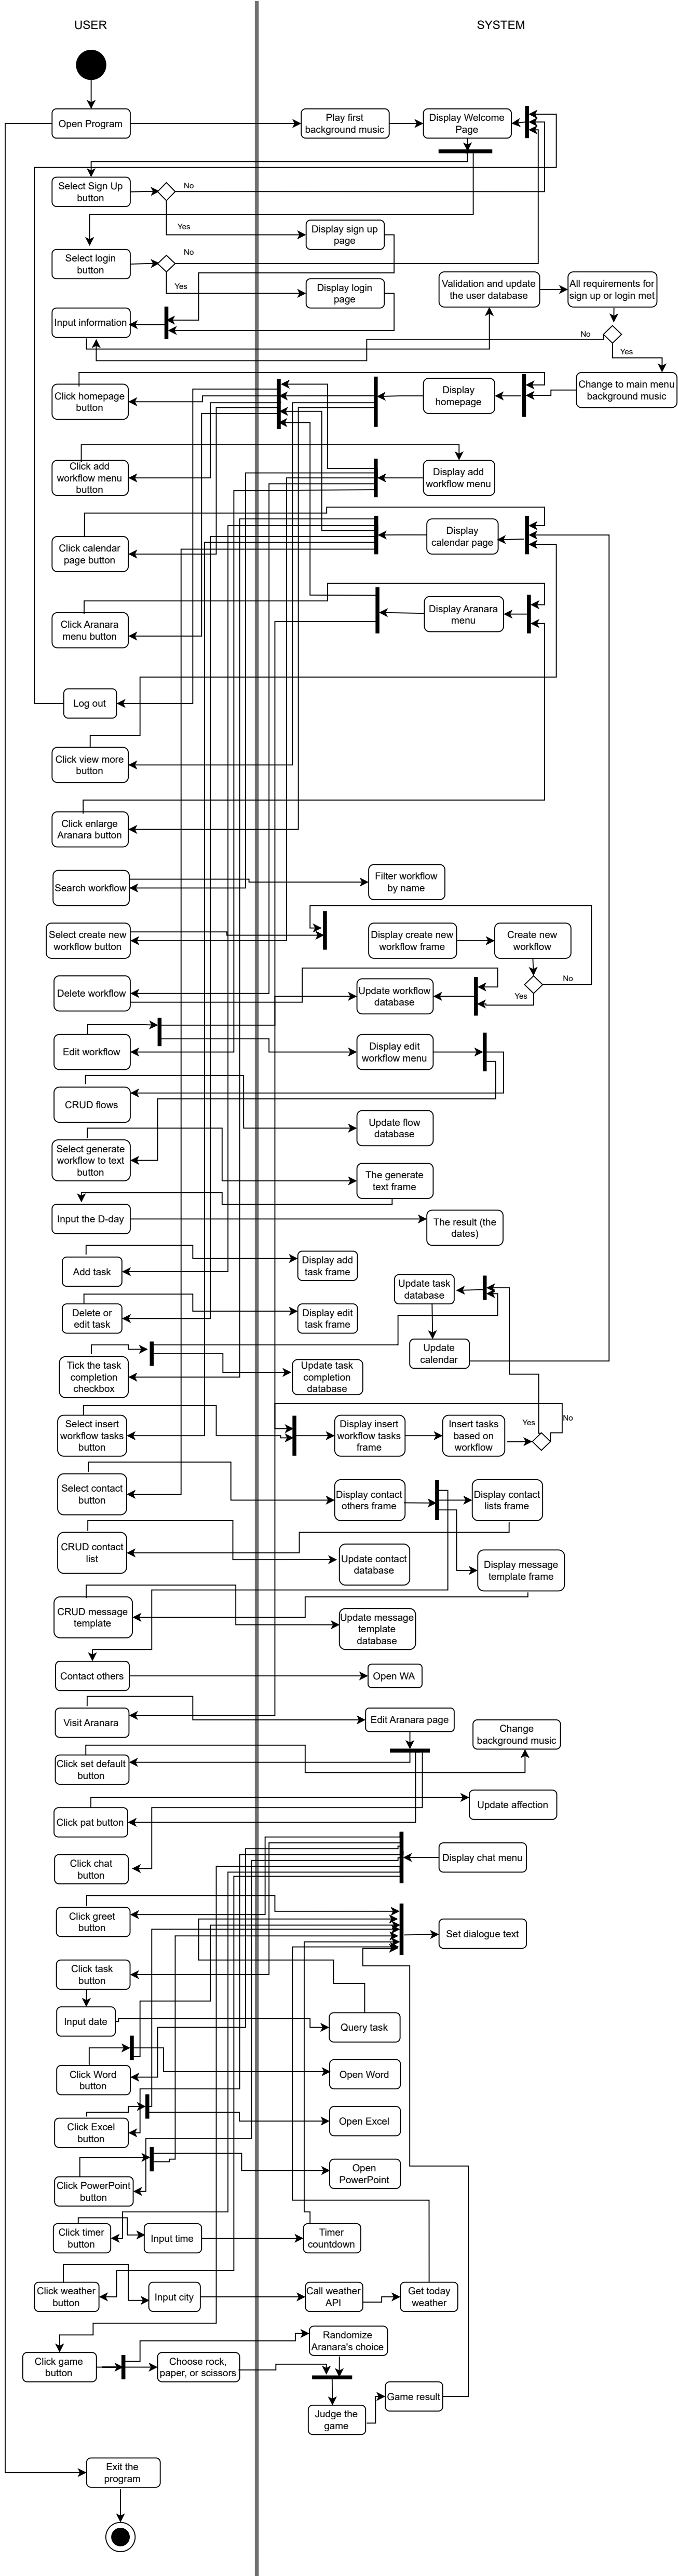 USER
SYSTEM
Open Program
Play first
background music
Display Welcome
Page
Select Sign Up
button
No
Yes
Display sign up
page
Select login
button
No
Yes
Display login
page
Validation and update
the user database
All requirements for
sign up or login met
Input information
No
Yes
Click homepage
button
Display
homepage
Change to main menu
background music
Click add
workflow menu
button
Display add
workflow menu
Click calendar
page button
Display
calendar page
Click Aranara
menu button
Display Aranara
menu
Log out
Click view more
button
Click enlarge
Aranara button
Search workflow
Filter workflow
by name
Select create new
workflow button
Display create new
workflow frame
Create new
workflow
No
Yes
Delete workflow
Update workflow
database
Edit workflow
Display edit
workflow menu
CRUD flows
Update flow
database
Select generate
workflow to text
button
The generate
text frame
Input the D-day
The result (the
dates)
Add task
Display add
task frame
Delete or
edit task
Display edit
task frame
Update task
database
Update
calendar
Tick the task
completion
checkbox
Update task
completion database
Select insert
workflow tasks
button
Display insert
workflow tasks
frame
Insert tasks
based on
workflow
Yes
No
Select contact
button
Display contact
others frame
Display contact
lists frame
CRUD contact
list
Update contact
database
Display message
template frame
CRUD message
template
Update message
template
database
Contact others
Open WA
Visit Aranara
Edit Aranara page
Change
background music
Click set default
button
Click pat button
Update affection
Click chat
button
Display chat menu
Click greet
button
Set dialogue text
Click task
button
Input date
Query task
Click Word
button
Open Word
Click Excel
button
Open Excel
Click PowerPoint
button
Open
PowerPoint
Click timer
button
Input time
Timer
countdown
Click weather
button
Input city
Call weather
API
Get today
weather
Click game
button
Choose rock,
paper, or scissors
Randomize
Aranara's choice
Judge the
game
Game result
Exit the
program